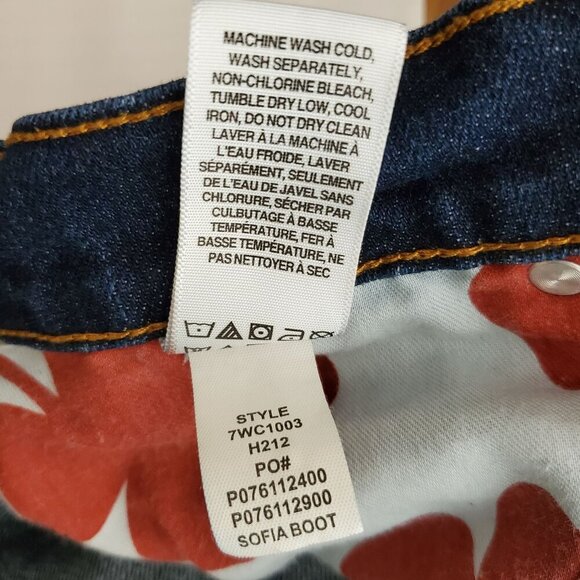 MACHINE WASH COLD,
WASH SEPARATELY,
NON-CHLORINE BLEACH,
TUMBLE DRY LOW, COOL
IRON, DO NOT DRY CLEAN
LAVER À LA MACHINE À
L'EAU FROIDE, LAVER
SÉPARÉMENT, SEULEMENT
DE L'EAU DE JAVEL SANS
CHLORURE, SÉCHER PAR
CULBUTAGE À BASSE
TEMPÉRATURE, FER À
BASSE TEMPÉRATURE, NE
PAS NETTOYER À SEC
STYLE
7WC1003
H212
PO#
P076112400
P076112900
SOFIA BOOT